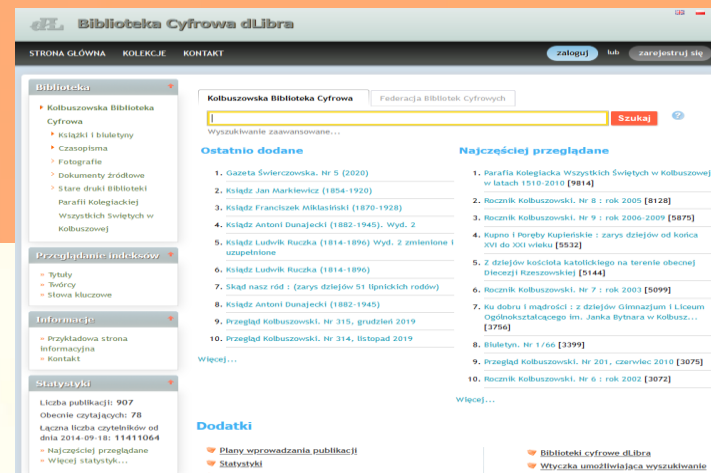 dL Biblioteka Cyfrowa dLibra
STRONA GŁÓWNA KOLEKCJE KONTAKT
zaloguj lub zarejestruj się
Biblioteka
Kolbuszowska Biblioteka
Cyfrowa
Książki i biuletyny
Czasopisma
Fotografie
Dokumenty źródłowe
Stare druki Biblioteki
Parafii Kolegiackiej
Wszystkich Świętych w
Kolbuszowej
Przeglądanie indeksów
Tytuły
Twórcy
Słowa kluczowe
Informacje
Przykładowa strona
informacyjna
Kontakt
Statystyki
Liczba publikacji: 907
Obecnie czytających: 78
Łączna liczba czytelników od
dnia 2014-09-18: 11411064
Najczęściej przeglądane
Więcej statystyk...
Kolbuszowska Biblioteka Cyfrowa
Federacja Bibliotek Cyfrowych
Szukaj
Wyszukiwanie zaawansowane...
Ostatnio dodane
1. Gazeta Świerczowska. Nr 5 (2020)
2. Ksiądz Jan Markiewicz (1854-1920)
3. Ksiądz Franciszek Miklasiński (1870-1928)
4. Ksiądz Antoni Dunajecki (1882-1945). Wyd. 2
5. Ksiądz Ludwik Ruczka (1814-1896) Wyd. 2 zmienione i
uzupełnione
6. Ksiądz Ludwik Ruczka (1814-1896)
7. Skąd nasz ród : (zarys dziejów 51 lipnickich rodów)
8. Ksiądz Antoni Dunajecki (1882-1945)
9. Przegląd Kolbuszowski. Nr 315, grudzień 2019
10. Przegląd Kolbuszowski. Nr 314, listopad 2019
Więcej...
Najczęściej przeglądane
1. Parafia Kolegiacka Wszystkich Świętych w Kolbuszowej
w latach 1510-2010 [9814]
2. Rocznik Kolbuszowski. Nr 8 : rok 2005 [8128]
3. Rocznik Kolbuszowski. Nr 9 : rok 2006-2009 [5875]
4. Kupno i Poręby Kupieńskie : zarys dziejów od końca
XVI do XXI wieku [5532]
5. Z dziejów kościoła katolickiego na terenie obecnej
Diecezji Rzeszowskiej [5144]
6. Rocznik Kolbuszowski. Nr 7 : rok 2003 [5099]
7. Ku dobru i mądrości : z dziejów Gimnazjum i Liceum
Ogólnokształcącego im. Janka Bytnara w Kolbusz...
[3756]
8. Biuletyn. Nr 1/66 [3399]
9. Przegląd Kolbuszowski. Nr 201, czerwiec 2010 [3075]
10. Rocznik Kolbuszowski. Nr 6 : rok 2002 [3072]
Więcej...
Dodatki
Plany wprowadzania publikacji
Statystyki
Biblioteki cyfrowe dLibra
Wtyczka umożliwiająca wyszukiwanie